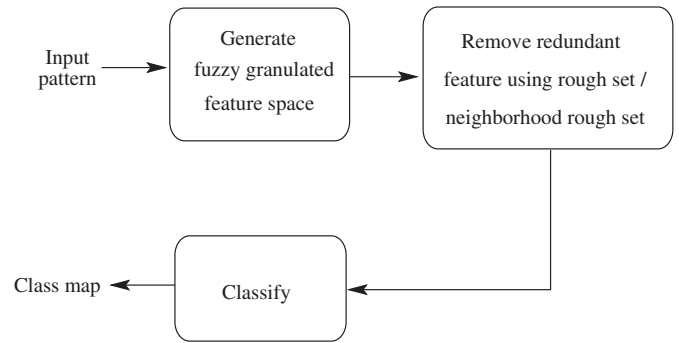 Input
pattern
Generate
fuzzy granulated
feature space
Remove redundant
feature using rough set /
neighborhood rough set
Class map
Classify